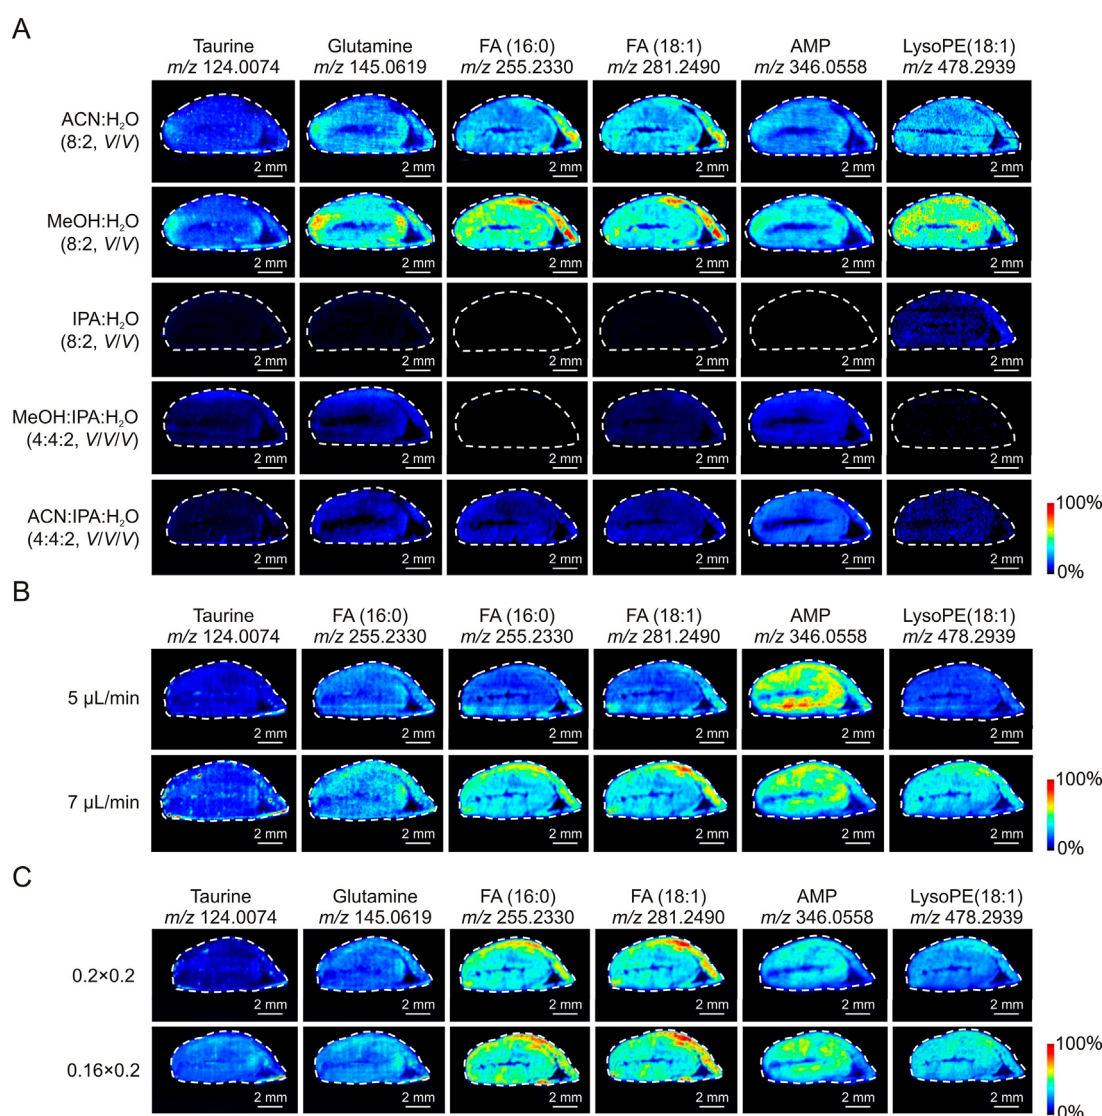 A
Taurine Glutamine FA (16:0) FA (18:1) AMP LysoPE(18:1)
m/z 124.0074 m/z 145.0619 m/z 255.2330 m/z 281.2490 m/z 346.0558 m/z 478.2939
ACN:H₂O
(8:2, V/V)
2 mm 2 mm 2 mm 2 mm 2 mm 2 mm
MeOH:H₂O
(8:2, V/V)
2 mm 2 mm 2 mm 2 mm 2 mm 2 mm
IPA:H₂O
(8:2, V/V)
2 mm 2 mm 2 mm 2 mm 2 mm 2 mm
MeOH:IPA:H₂O
(4:4:2, V/V/V)
2 mm 2 mm 2 mm 2 mm 2 mm 2 mm
ACN:IPA:H₂O
(4:4:2, V/V/V)
2 mm 2 mm 2 mm 2 mm 2 mm 2 mm
100%
0%
B
Taurine FA (16:0) FA (16:0) FA (18:1) AMP LysoPE(18:1)
m/z 124.0074 m/z 255.2330 m/z 255.2330 m/z 281.2490 m/z 346.0558 m/z 478.2939
5 µL/min
2 mm 2 mm 2 mm 2 mm 2 mm 2 mm
7 µL/min
2 mm 2 mm 2 mm 2 mm 2 mm 2 mm
100%
0%
C
Taurine Glutamine FA (16:0) FA (18:1) AMP LysoPE(18:1)
m/z 124.0074 m/z 145.0619 m/z 255.2330 m/z 281.2490 m/z 346.0558 m/z 478.2939
0.2×0.2
2 mm 2 mm 2 mm 2 mm 2 mm 2 mm
0.16×0.2
2 mm 2 mm 2 mm 2 mm 2 mm 2 mm
100%
0%